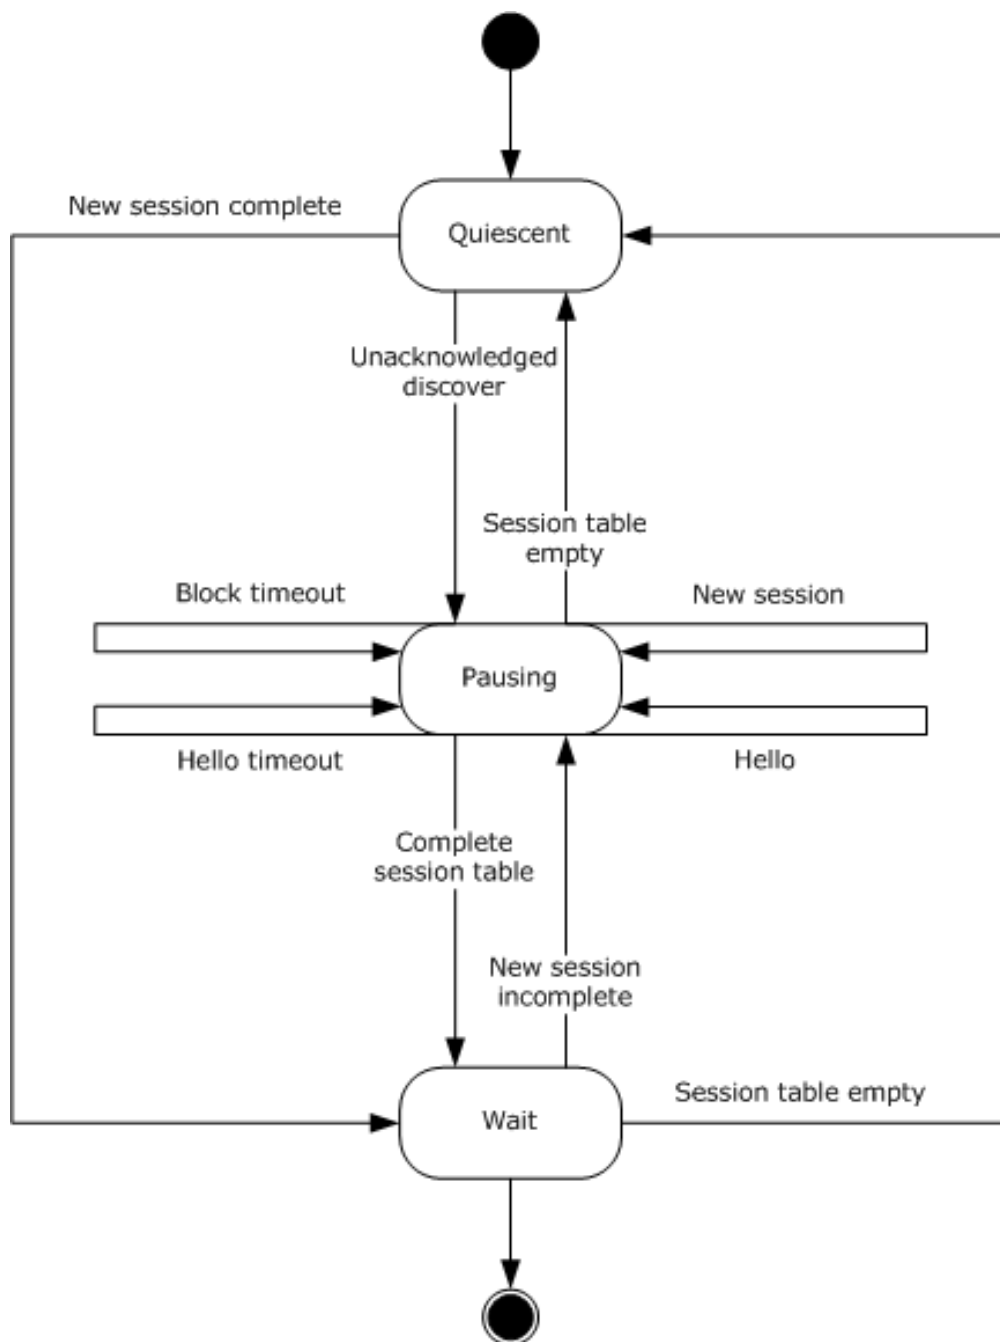 New session complete
Quiescent
Unacknowledged
discover
Session table
empty
Block timeout
New session
Pausing
Hello timeout
Hello
Complete
session table
New session
incomplete
Session table empty
Wait